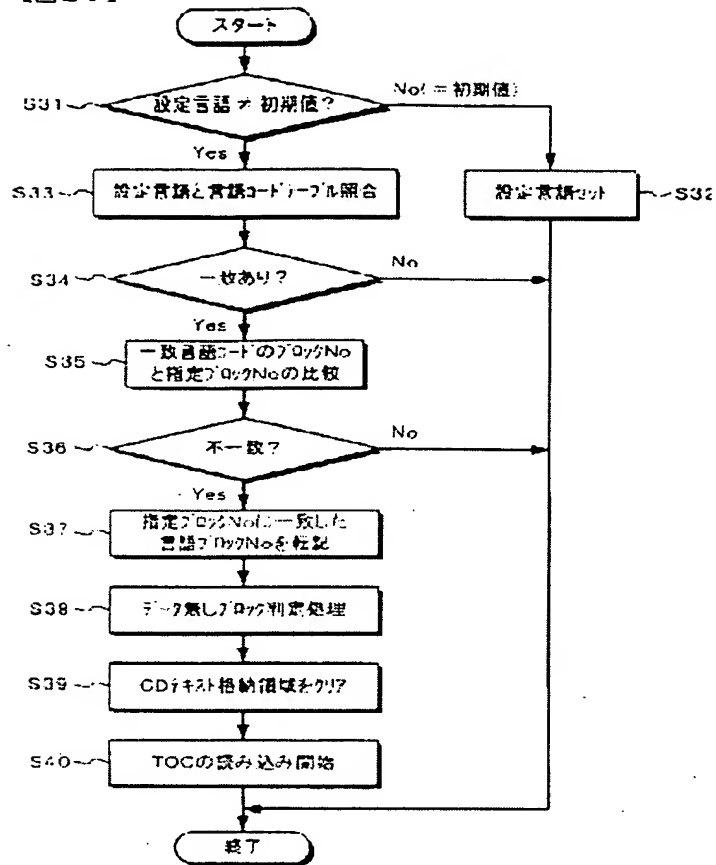 スタート
S31
設定言語≠初期値?
No(=初期値)
Yes
S33
設定言語と言語コードテーブル照合
設定言語セット
S32
S34
一致あり?
No
Yes
S35
一致言語コードのブロックNo
と指定ブロックNoの比較
S36
不一致?
No
Yes
S37
指定ブロックNoに一致した
言語ブロックNoを転記
S38
データ無しブロック判定処理
S39
CDテキスト格納領域をクリア
S40
TOCの読み込み開始
終了